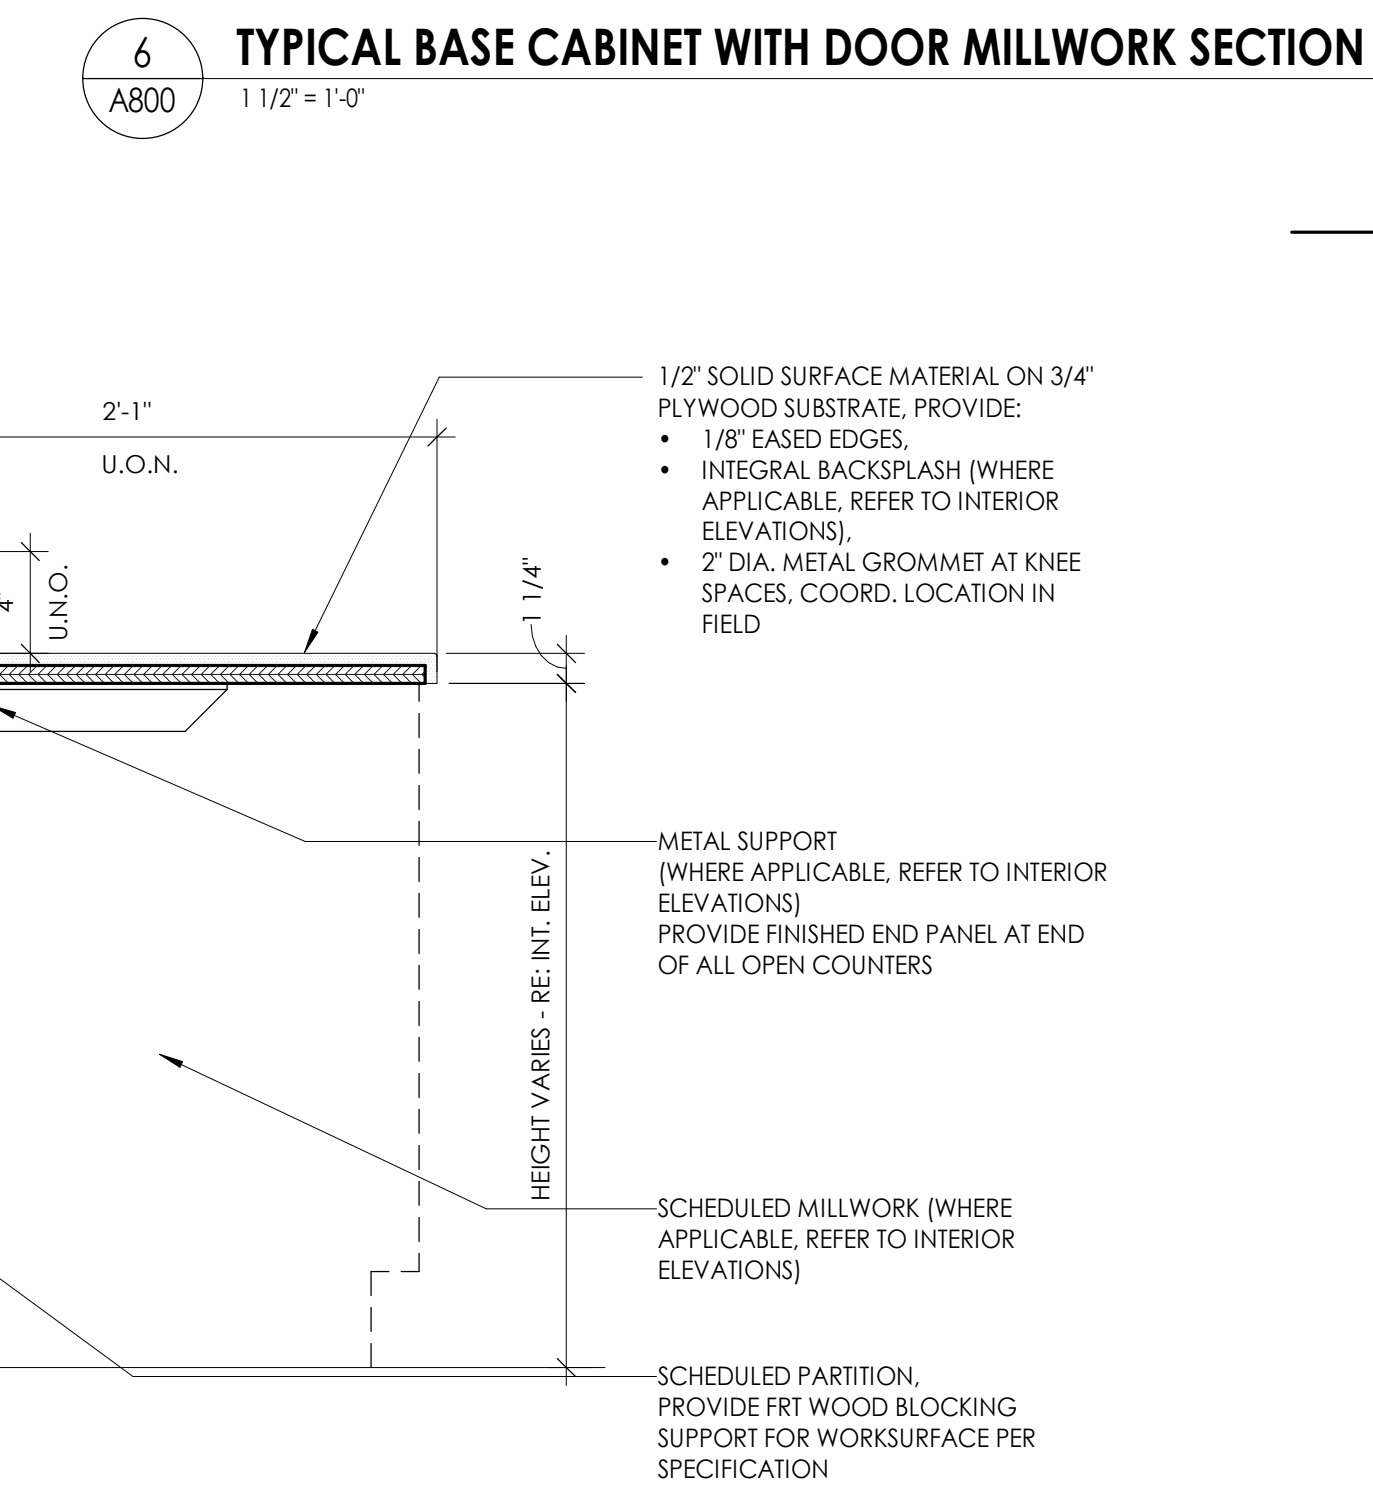 6
TYPICAL BASE CABINET WITH DOOR MILLWORK SECTION
A800
1 1/2" = 1'-0"
2'-1"
U.O.N.
4"
U.N.O.
1 1/4"
1/2" SOLID SURFACE MATERIAL ON 3/4"
PLYWOOD SUBSTRATE, PROVIDE:
• 1/8" EASED EDGES,
• INTEGRAL BACKSPLASH (WHERE
APPLICABLE, REFER TO INTERIOR
ELEVATIONS),
• 2" DIA. METAL GROMMET AT KNEE
SPACES, COORD. LOCATION IN
FIELD
METAL SUPPORT
(WHERE APPLICABLE, REFER TO INTERIOR
ELEVATIONS)
PROVIDE FINISHED END PANEL AT END
OF ALL OPEN COUNTERS
HEIGHT VARIES - RE: INT. ELEV.
SCHEDULED MILLWORK (WHERE
APPLICABLE, REFER TO INTERIOR
ELEVATIONS)
SCHEDULED PARTITION,
PROVIDE FRT WOOD BLOCKING
SUPPORT FOR WORKSURFACE PER
SPECIFICATION